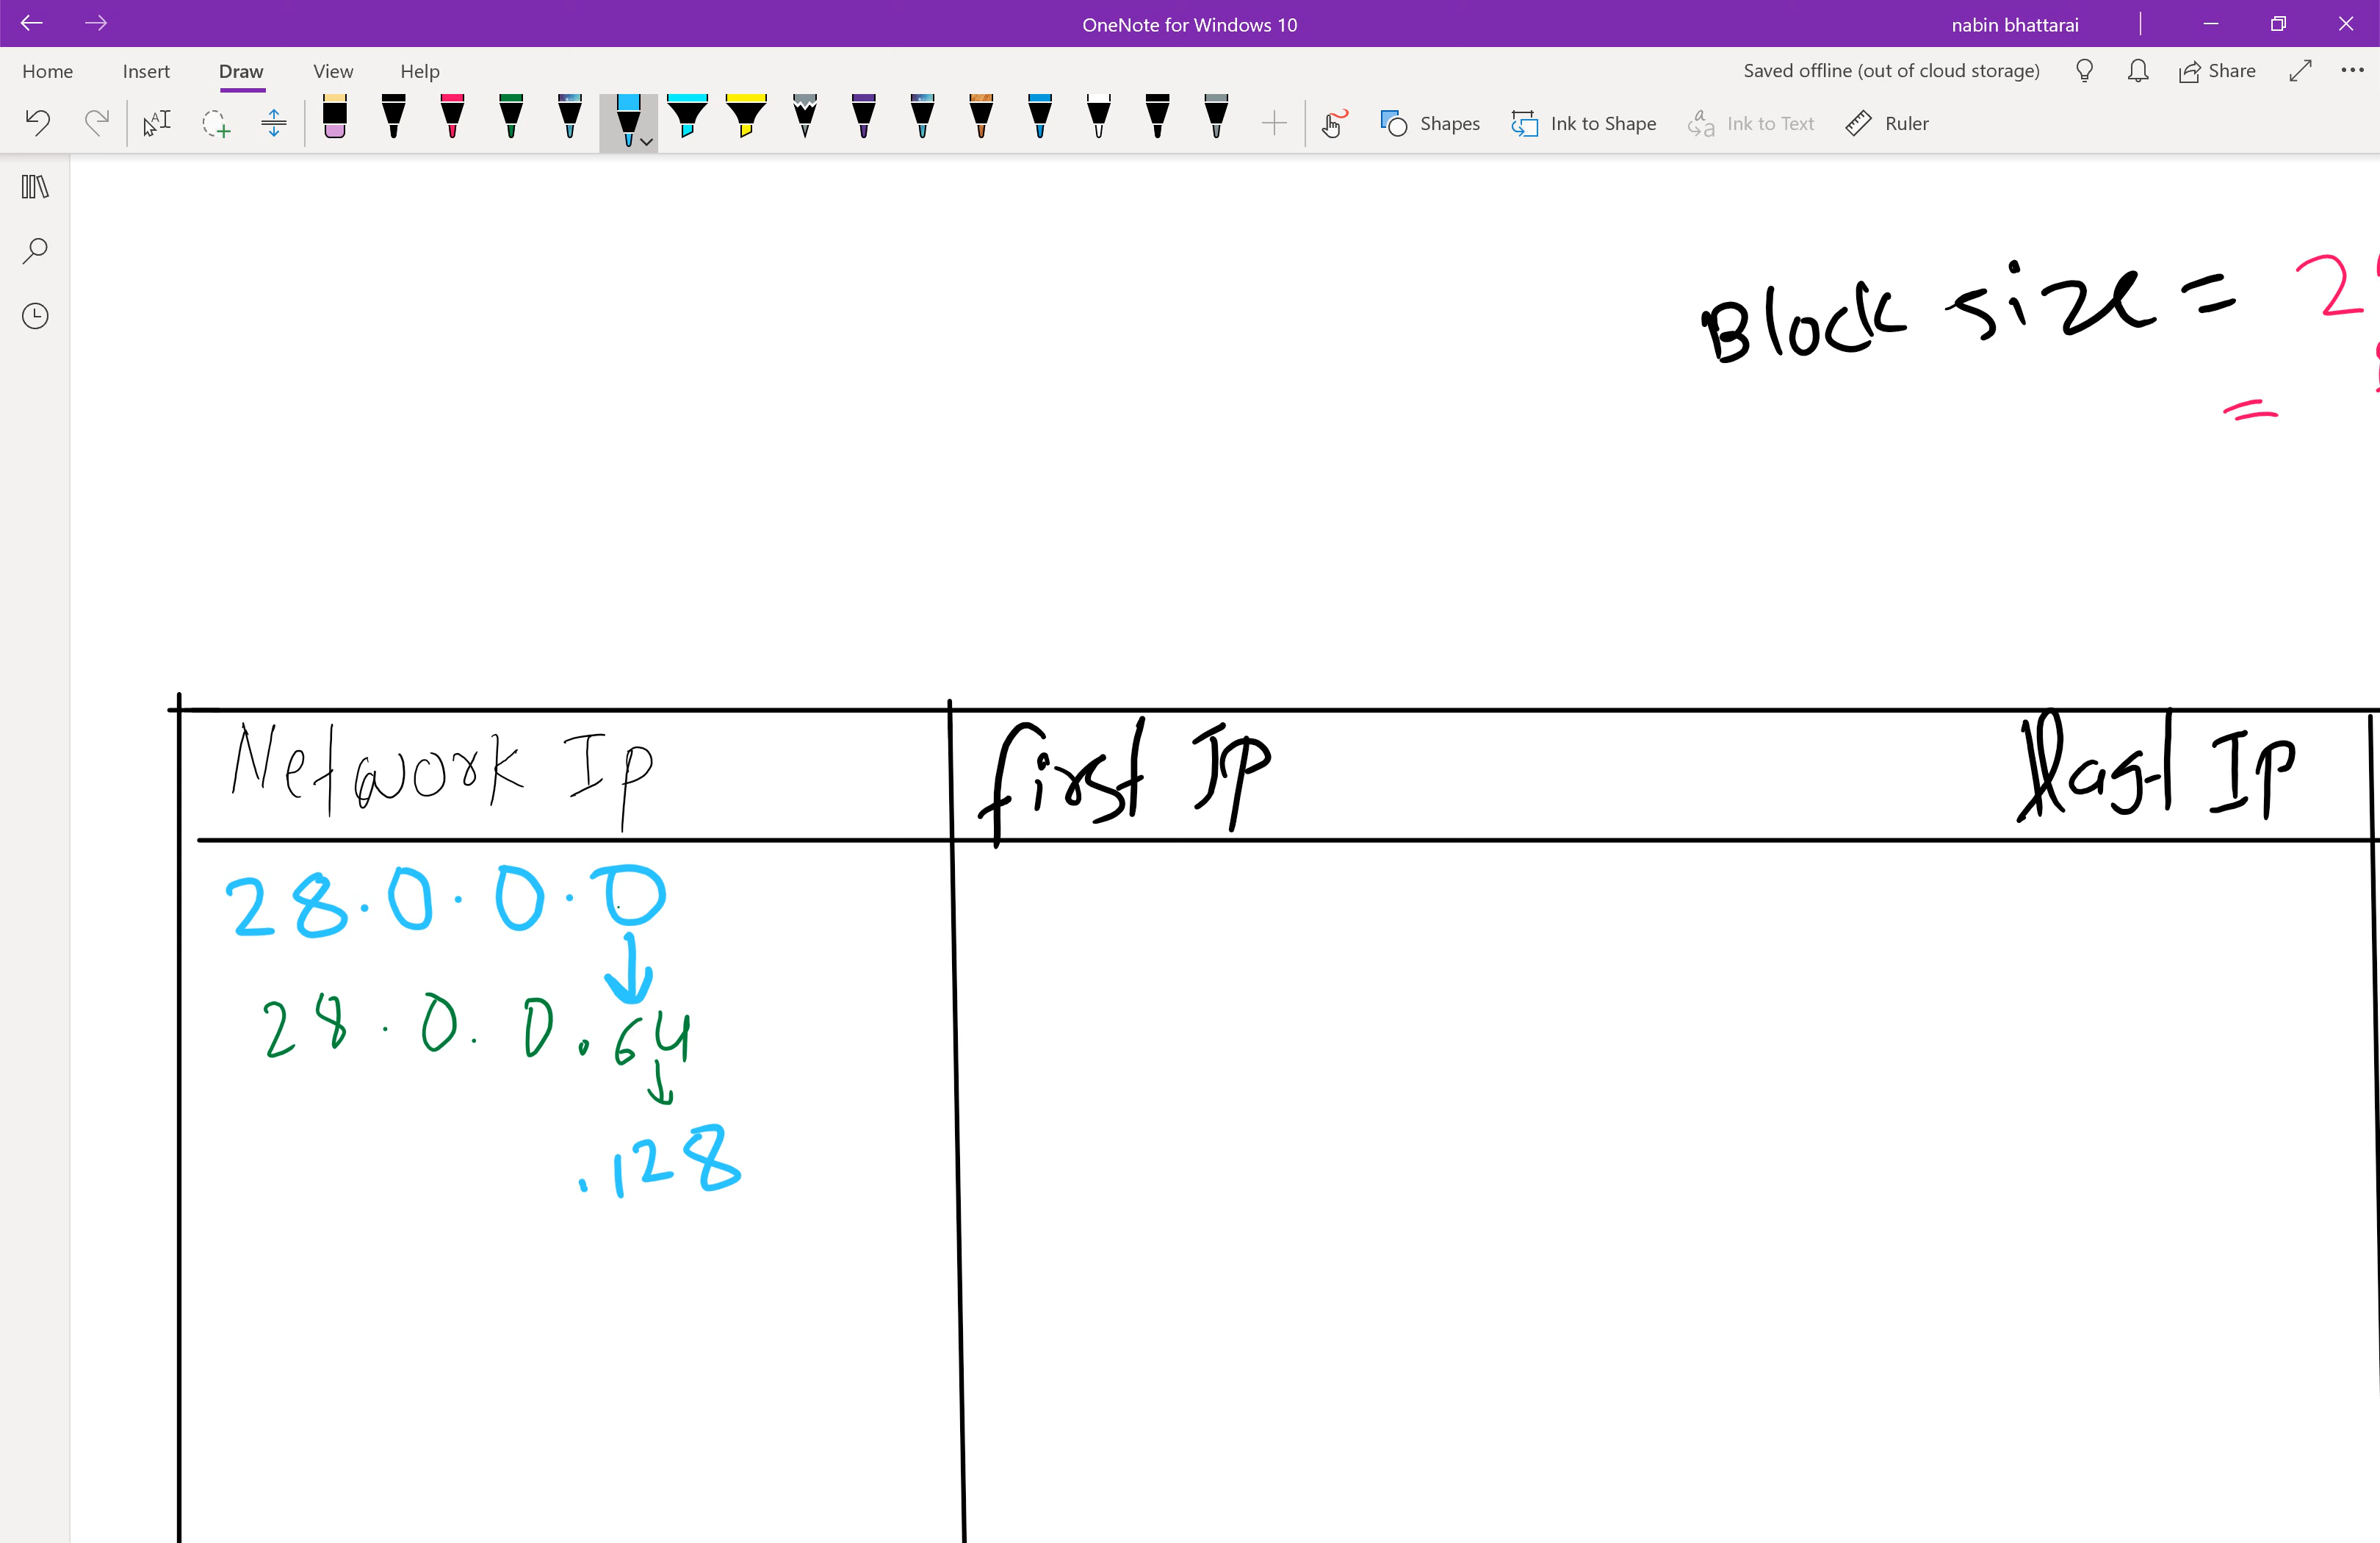 OneNote for Windows 10
nabin bhattarai
Home Insert Draw View Help
Saved offline (out of cloud storage)
Share
Shapes Ink to Shape Ink to Text Ruler
Block size = 2
=
Network Ip first IP last IP
28.0.0.0
28.0.0.64
.128